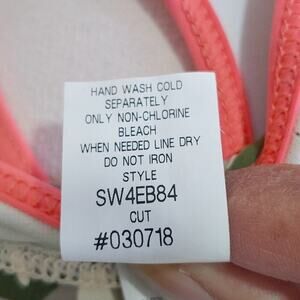 HAND WASH COLD
SEPARATELY
ONLY NON-CHLORINE
BLEACH
WHEN NEEDED LINE DRY
DO NOT IRON
STYLE
SW4EB84
CUT
#030718